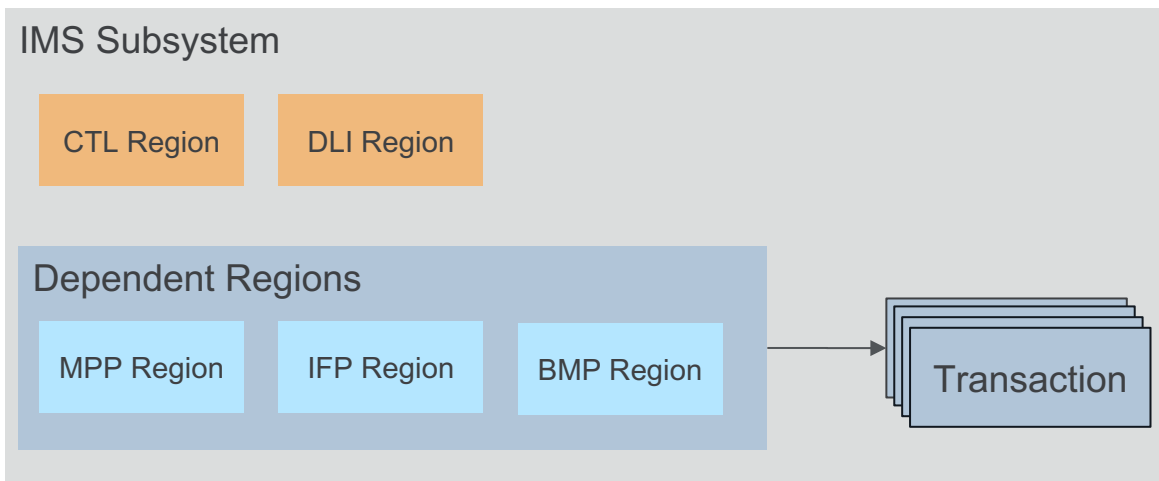 IMS Subsystem
CTL Region
DLI Region
Dependent Regions
MPP Region
IFP Region
BMP Region
Transaction